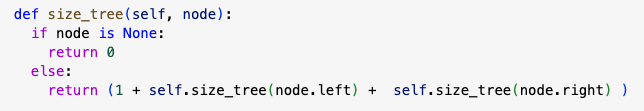 def size_tree(self, node):
  if node is None:
    return 0
  else:
    return (1 + self.size_tree(node.left) +  self.size_tree(node.right) )